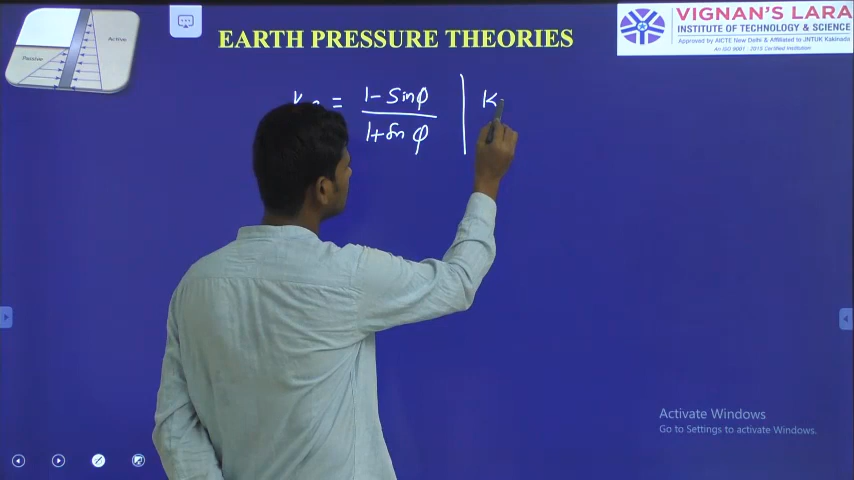 Active
Passive
EARTH PRESSURE THEORIES
VIGNAN'S LARA
INSTITUTE OF TECHNOLOGY & SCIENCE
Approved by AICTE New Delhi & Affiliated to JNTUK Kakinada
An ISO 9001 : 2015 Certified Institution
= 1 - Sinφ | K
1 + Sin φ
Activate Windows
Go to Settings to activate Windows.